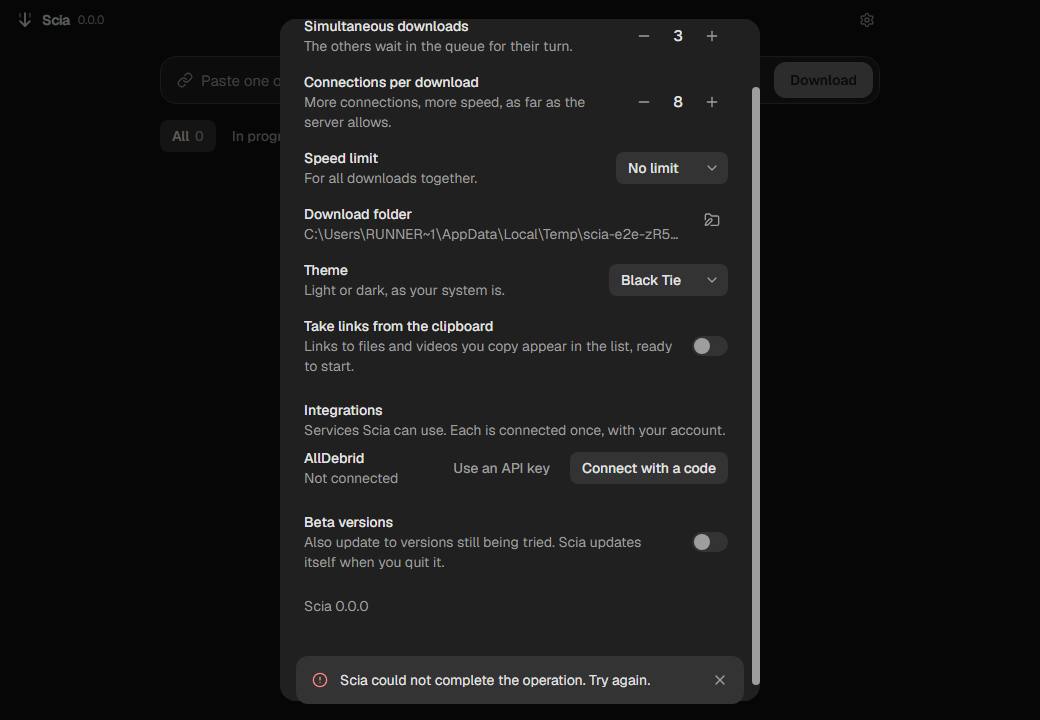 Scia 0.0.0
Simultaneous downloads
The others wait in the queue for their turn.
3
Paste one o
Download
Connections per download
More connections, more speed, as far as the
server allows.
8
All 0
In progr
Speed limit
For all downloads together.
No limit
Download folder
C:\Users\RUNNER~1\AppData\Local\Temp\scia-e2e-zR5...
Theme
Light or dark, as your system is.
Black Tie
Take links from the clipboard
Links to files and videos you copy appear in the list, ready
to start.
Integrations
Services Scia can use. Each is connected once, with your account.
AllDebrid
Not connected
Use an API key
Connect with a code
Beta versions
Also update to versions still being tried. Scia updates
itself when you quit it.
Scia 0.0.0
Scia could not complete the operation. Try again.